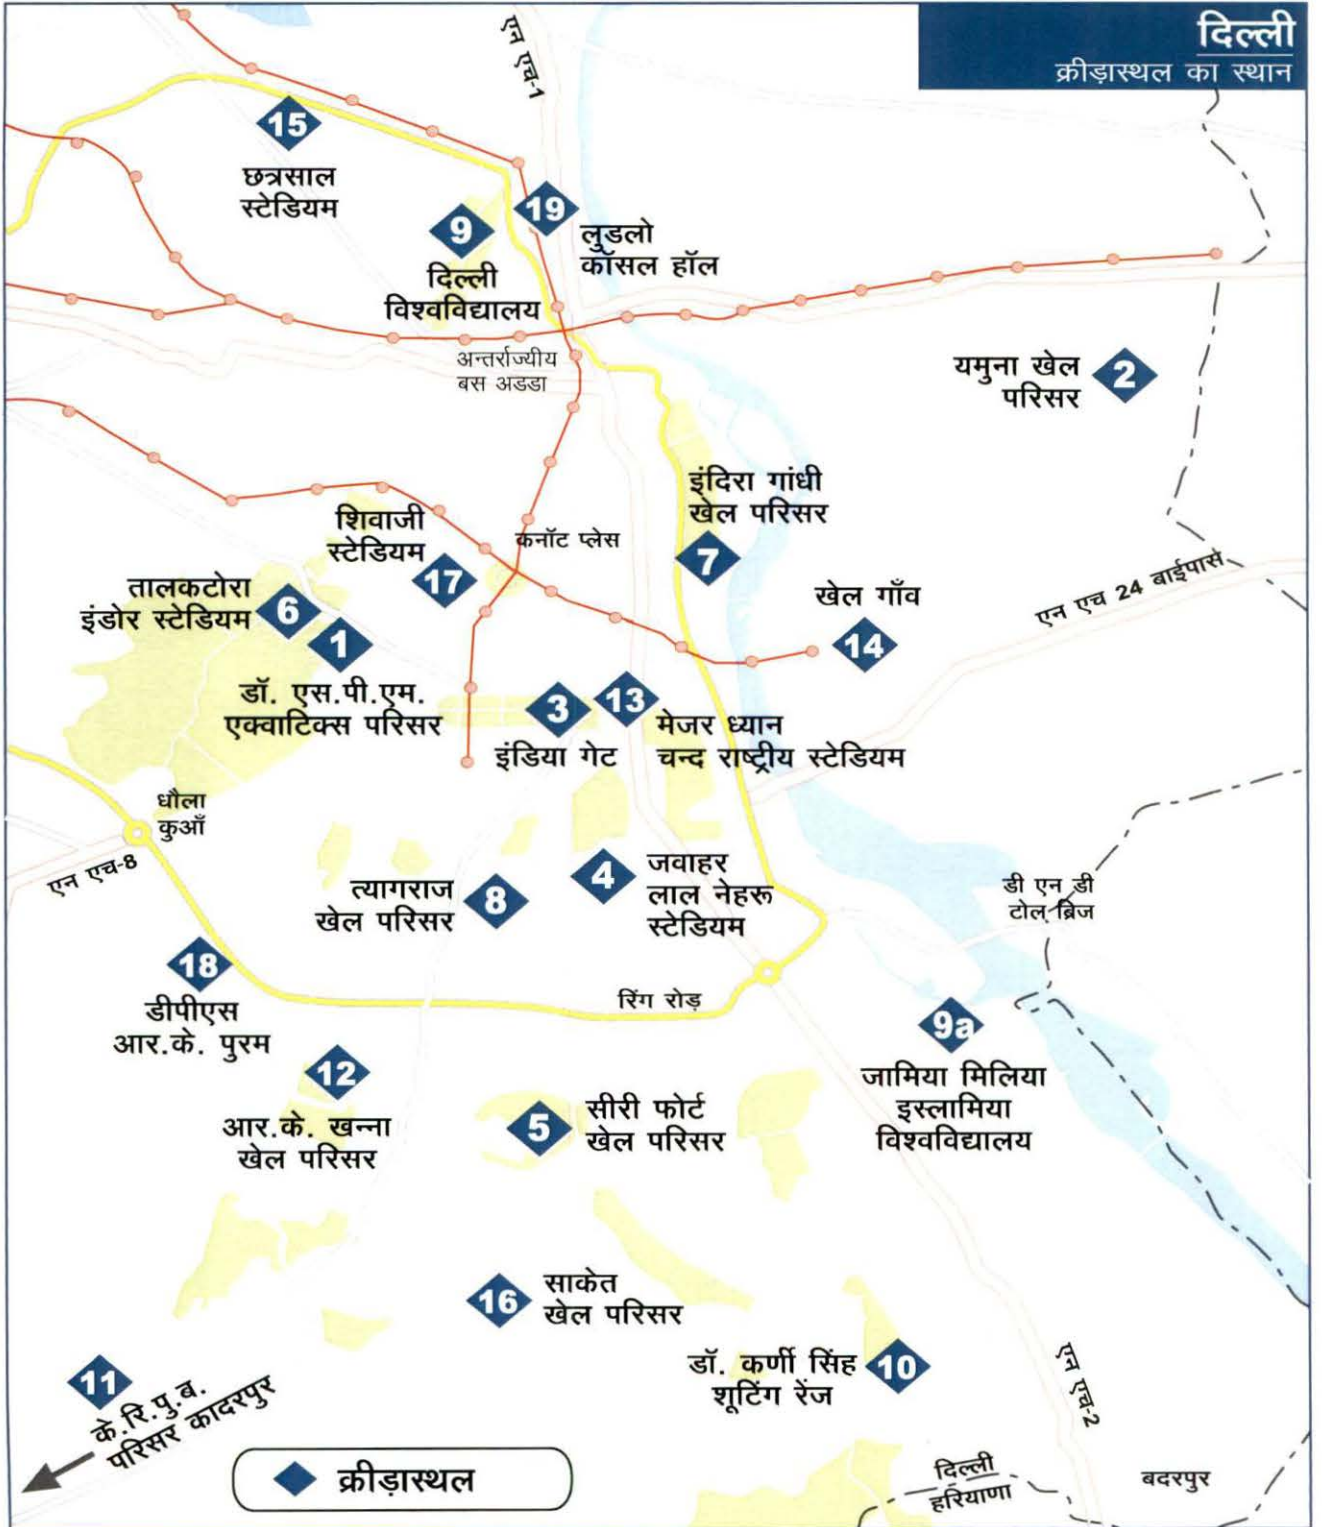 दिल्ली
क्रीड़ास्थल का स्थान
एन एच-1
15
छत्रसाल
स्टेडियम
19
लुडलो
कॉसल हॉल
9
दिल्ली
विश्वविद्यालय
अन्तर्राज्यीय
बस अडडा
यमुना खेल
परिसर
2
इंदिरा गांधी
खेल परिसर
7
शिवाजी
स्टेडियम
17
कनॉट प्लेस
एन एच 24 बाईपास
तालकटोरा
इंडोर स्टेडियम
6
खेल गाँव
14
1
डॉ. एस.पी.एम.
एक्वाटिक्स परिसर
3
इंडिया गेट
13
मेजर ध्यान
चन्द राष्ट्रीय स्टेडियम
धौला
कुआँ
एन एच-8
त्यागराज
खेल परिसर
8
4
जवाहर
लाल नेहरू
स्टेडियम
डी एन डी
टोल ब्रिज
18
डीपीएस
आर.के. पुरम
रिंग रोड़
9a
जामिया मिलिया
इस्लामिया
विश्वविद्यालय
12
आर.के. खन्ना
खेल परिसर
5
सीरी फोर्ट
खेल परिसर
16
साकेत
खेल परिसर
डॉ. कर्णी सिंह
शूटिंग रेंज
10
एन एच-2
11
के.रि.पु.ब.
परिसर कादरपुर
क्रीड़ास्थल
दिल्ली
हरियाणा
बदरपुर